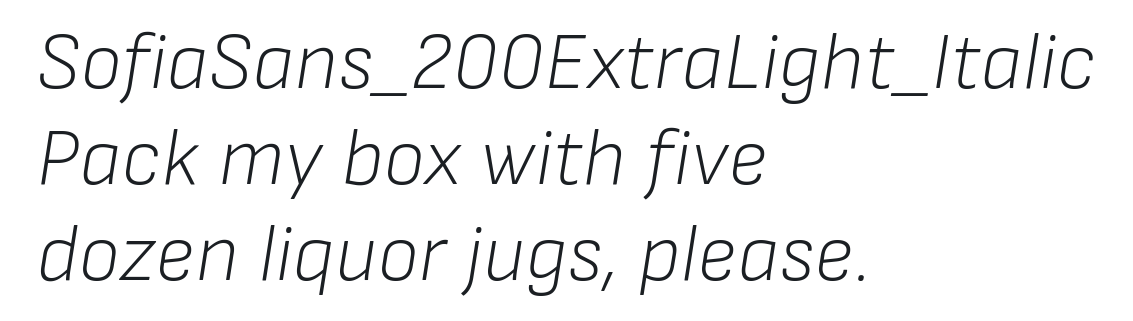 SofiaSans_200ExtraLight_Italic
Pack my box with five
dozen liquor jugs, please.